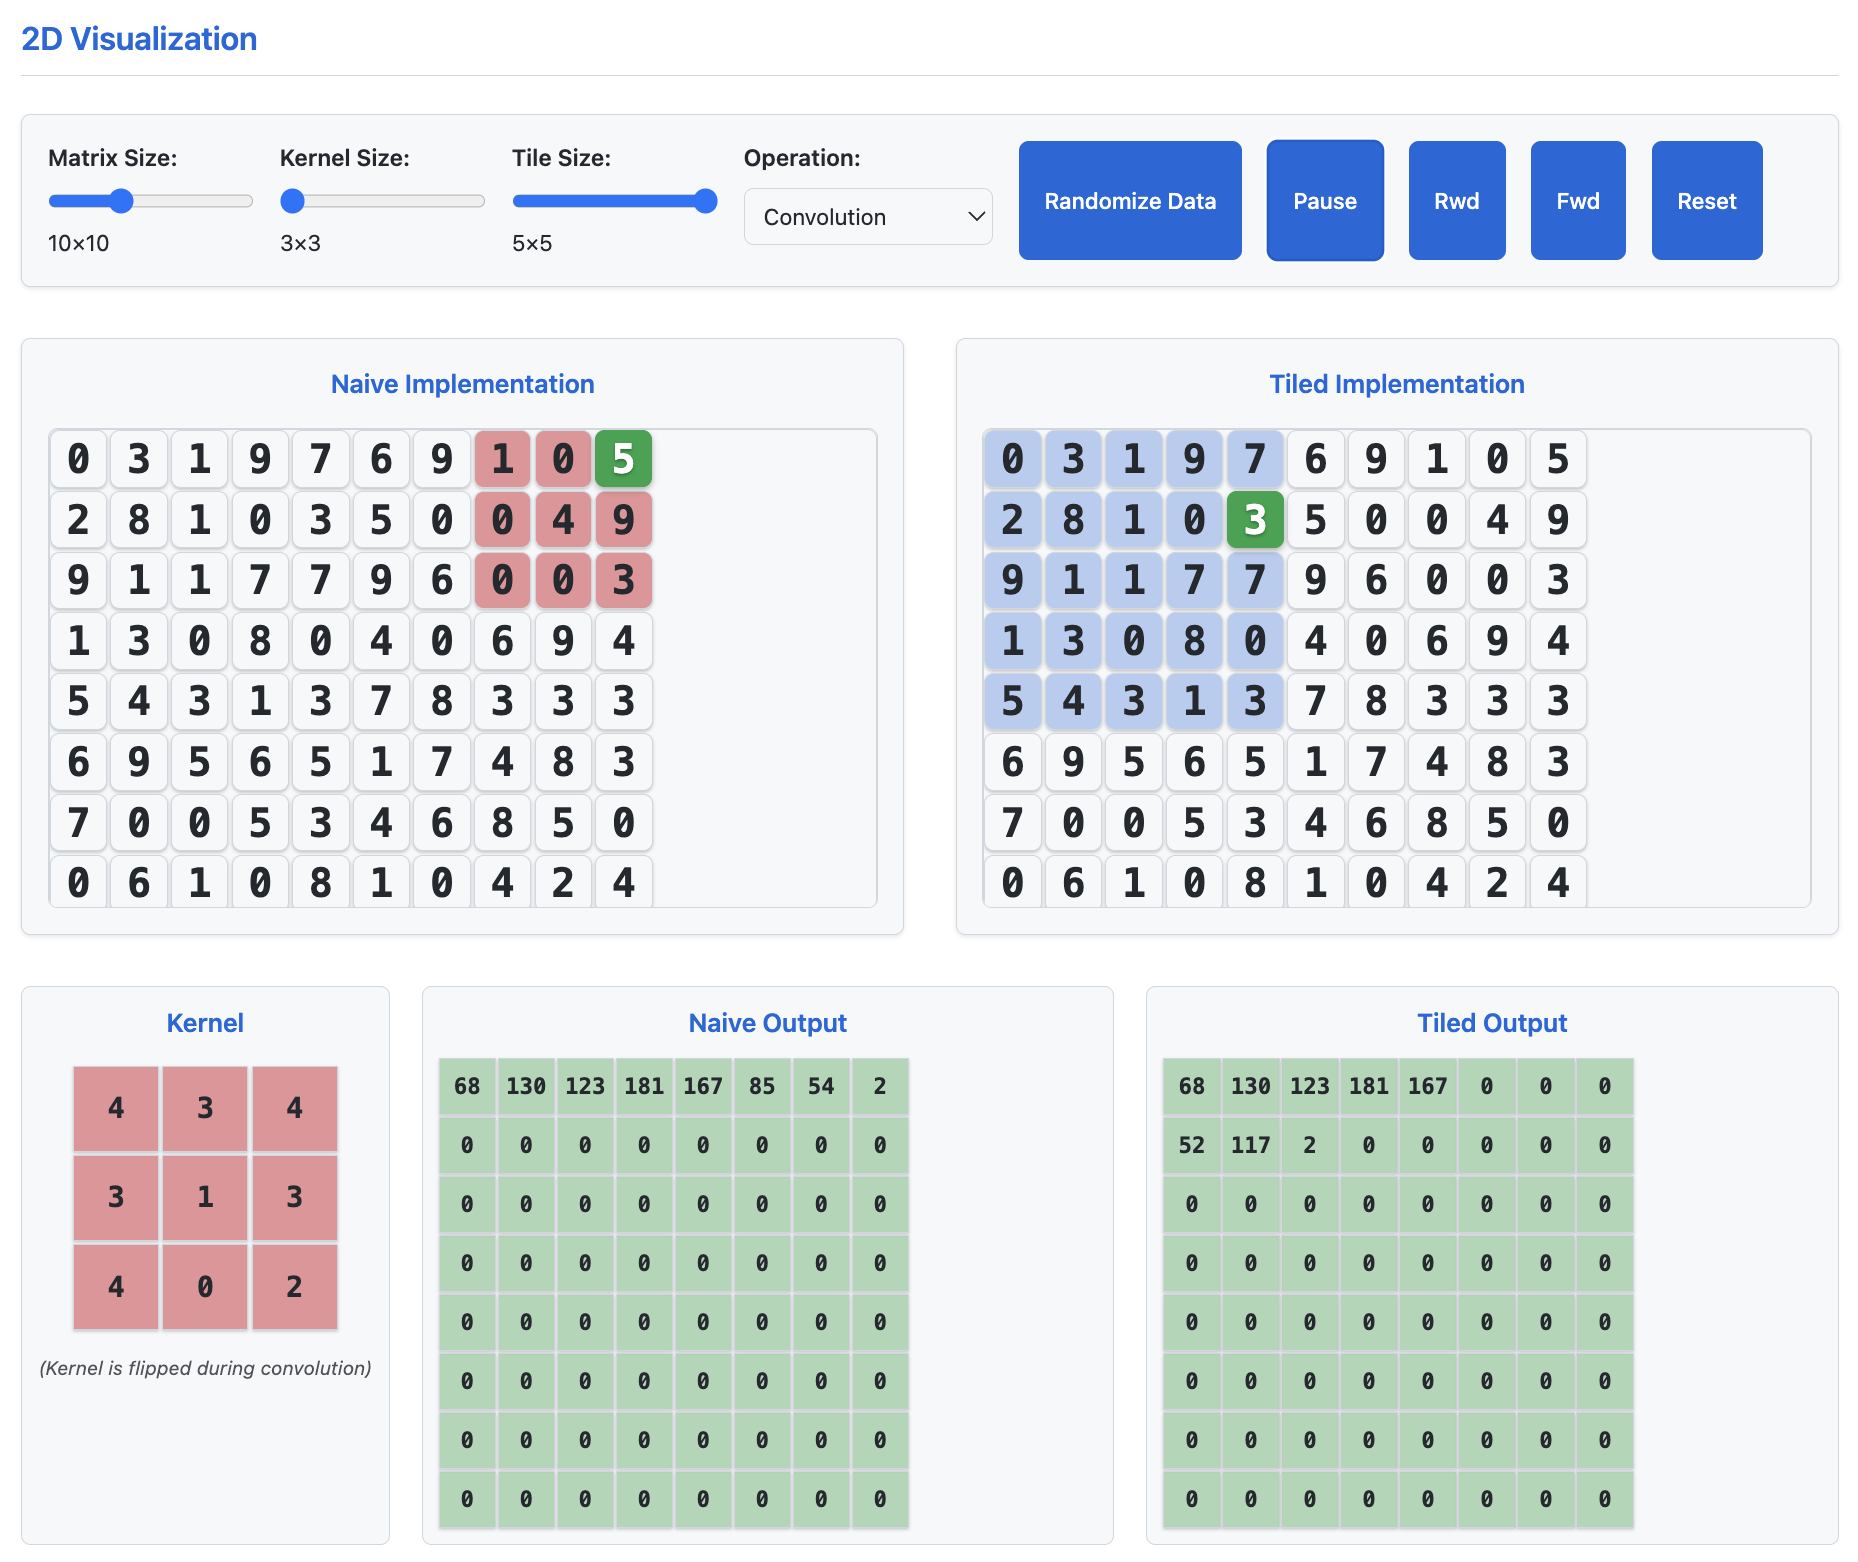 2D Visualization
Matrix Size: Kernel Size: Tile Size: Operation:
Randomize Data Pause Rwd Fwd Reset
Convolution
10×10 3×3 5×5
Naive Implementation
0 3 1 9 7 6 9 1 0 5
2 8 1 0 3 5 0 0 4 9
9 1 1 7 7 9 6 0 0 3
1 3 0 8 0 4 0 6 9 4
5 4 3 1 3 7 8 3 3 3
6 9 5 6 5 1 7 4 8 3
7 0 0 5 3 4 6 8 5 0
0 6 1 0 8 1 0 4 2 4
Tiled Implementation
0 3 1 9 7 6 9 1 0 5
2 8 1 0 3 5 0 0 4 9
9 1 1 7 7 9 6 0 0 3
1 3 0 8 0 4 0 6 9 4
5 4 3 1 3 7 8 3 3 3
6 9 5 6 5 1 7 4 8 3
7 0 0 5 3 4 6 8 5 0
0 6 1 0 8 1 0 4 2 4
Kernel
4 3 4
3 1 3
4 0 2
(Kernel is flipped during convolution)
Naive Output
68 130 123 181 167 85 54 2
0 0 0 0 0 0 0 0
0 0 0 0 0 0 0 0
0 0 0 0 0 0 0 0
0 0 0 0 0 0 0 0
0 0 0 0 0 0 0 0
0 0 0 0 0 0 0 0
0 0 0 0 0 0 0 0
Tiled Output
68 130 123 181 167 0 0 0
52 117 2 0 0 0 0 0
0 0 0 0 0 0 0 0
0 0 0 0 0 0 0 0
0 0 0 0 0 0 0 0
0 0 0 0 0 0 0 0
0 0 0 0 0 0 0 0
0 0 0 0 0 0 0 0